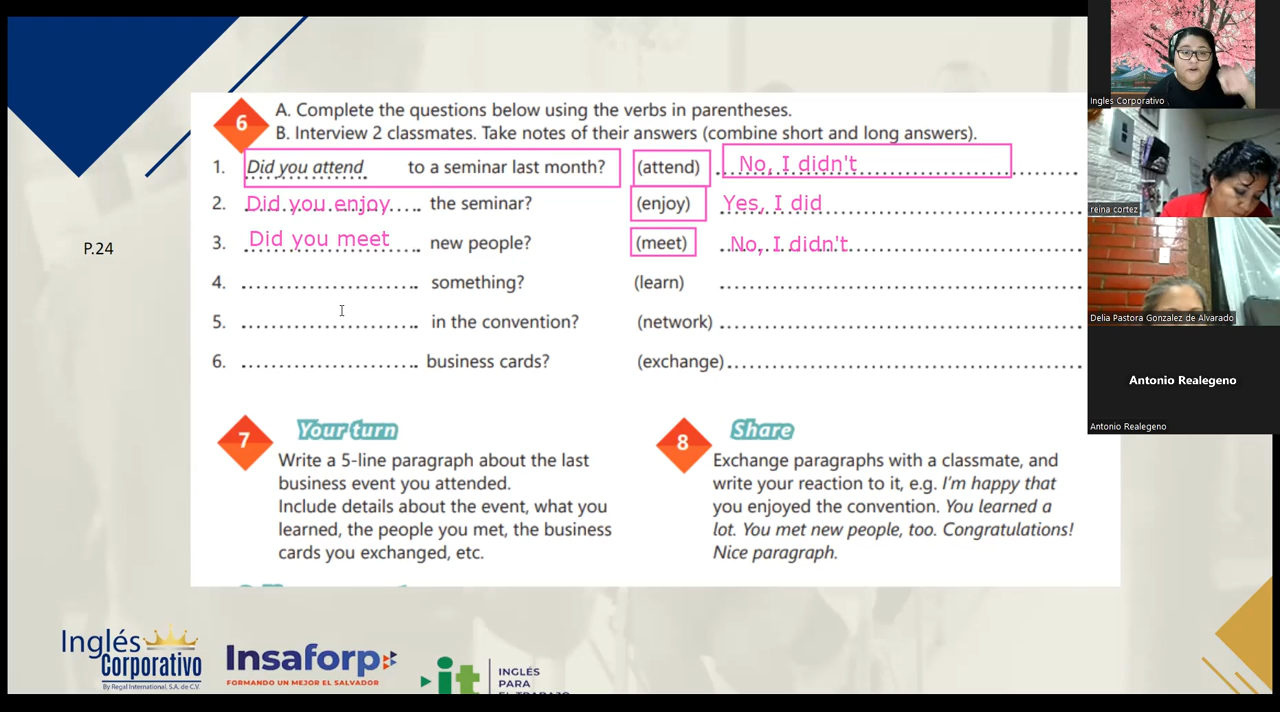 6
A. Complete the questions below using the verbs in parentheses.
B. Interview 2 classmates. Take notes of their answers (combine short and long answers).
1. Did you attend to a seminar last month? (attend) No, I didn't
2. Did you enjoy the seminar? (enjoy) Yes, I did
3. Did you meet new people? (meet) No, I didn't
4. something? (learn)
5. in the convention? (network)
6. business cards? (exchange)
P.24
7 Your turn
Write a 5-line paragraph about the last
business event you attended.
Include details about the event, what you
learned, the people you met, the business
cards you exchanged, etc.
8 Share
Exchange paragraphs with a classmate, and
write your reaction to it, e.g. I'm happy that
you enjoyed the convention. You learned a
lot. You met new people, too. Congratulations!
Nice paragraph.
Inglés
Corporativo
By Regal International, S.A. de C.V.
Insaforp
FORMANDO UN MEJOR EL SALVADOR
it
INGLÉS
PARA
EL TRABAJO
Ingles Corporativo
reina cortez
Delia Pastora Gonzalez de Alvarado
Antonio Realegeno
Antonio Realegeno